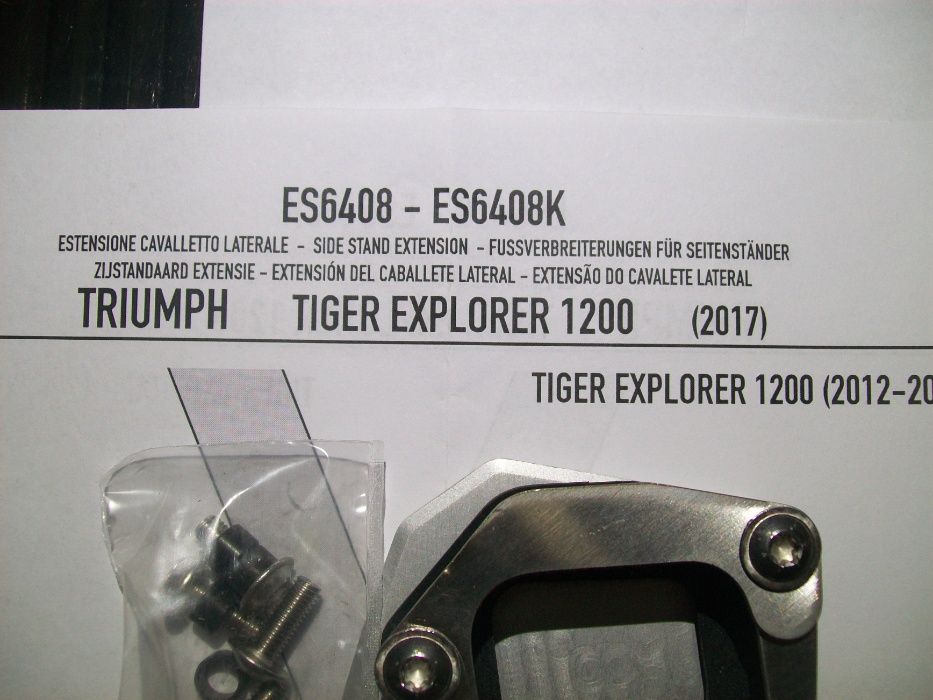 ES6408 - ES6408K
ESTENSIONE CAVALLETTO LATERALE - SIDE STAND EXTENSION - FUSSVERBREITERUNGEN FÜR SEITENSTÄNDER
ZIJSTANDAARD EXTENSIE - EXTENSIÓN DEL CABALLETE LATERAL - EXTENSÃO DO CAVALETE LATERAL
TRIUMPH TIGER EXPLORER 1200 (2017)
TIGER EXPLORER 1200 (2012-20